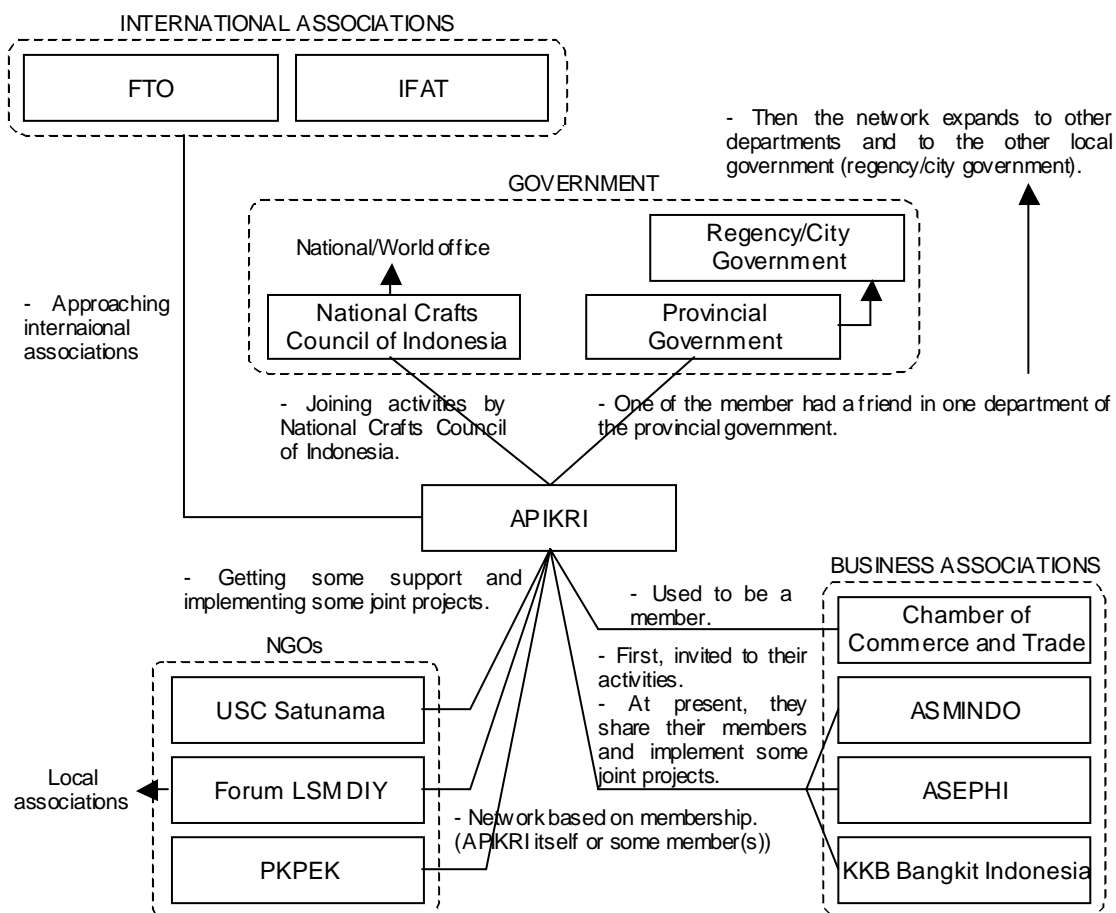 INTERNATIONAL ASSOCIATIONS
FTO
IFAT
- Then the network expands to other
departments and to the other local
government (regency/city government).
GOVERNMENT
Regency/City
Government
National/World office
National Crafts
Council of Indonesia
Provincial
Government
- Approaching
internaional
associations
- Joining activities by
National Crafts Council
of Indonesia.
- One of the member had a friend in one department of
the provincial government.
APIKRI
- Getting some support and
implementing some joint projects.
BUSINESS ASSOCIATIONS
- Used to be a
member.
Chamber of
Commerce and Trade
NGOs
- First, invited to their
activities.
- At present, they
share their members
and implement some
joint projects.
USC Satunama
ASMINDO
Local
associations
Forum LSM DIY
ASEPHI
- Network based on membership.
(APIKRI itself or some member(s))
PKPEK
KKB Bangkit Indonesia